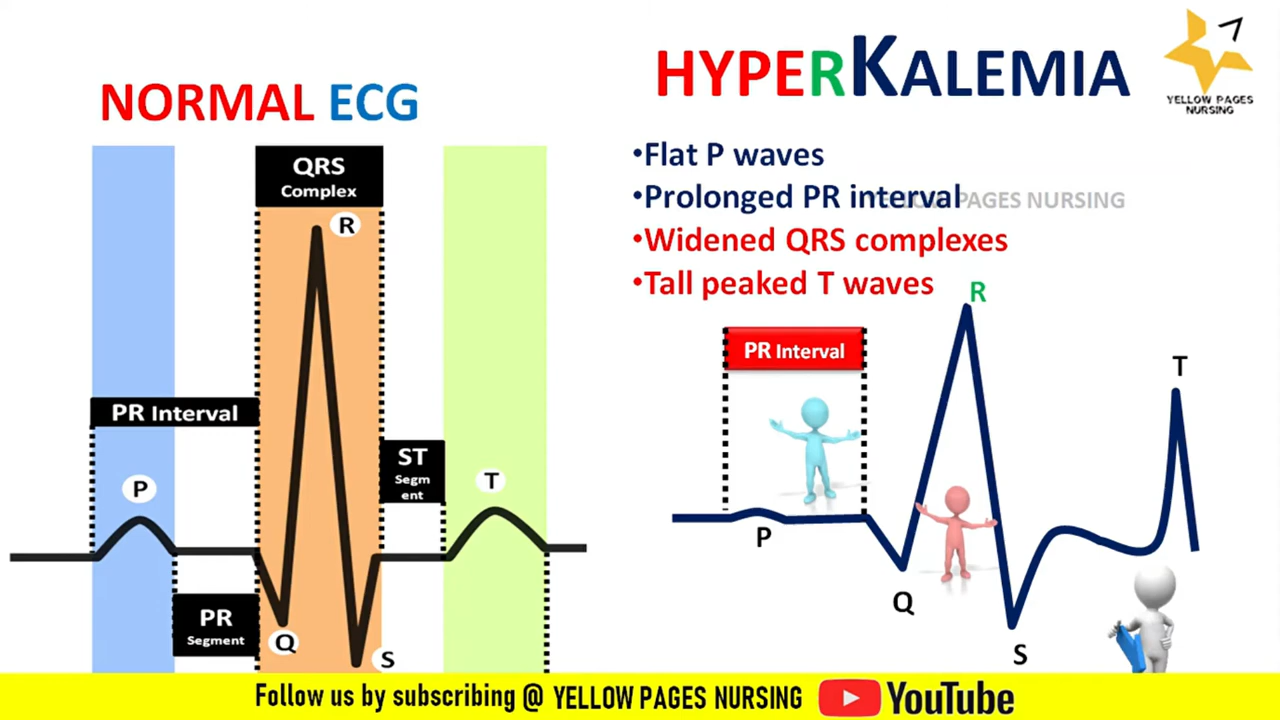 NORMAL ECG
QRS
Complex
R
PR Interval
P
ST
Segm
ent
T
PR
Segment
Q
S
HYPERKALEMIA
YELLOW PAGES
NURSING
•Flat P waves
•Prolonged PR interval
YELLOW PAGES NURSING
•Widened QRS complexes
•Tall peaked T waves
R
PR Interval
T
P
Q
S
Follow us by subscribing @ YELLOW PAGES NURSING YouTube